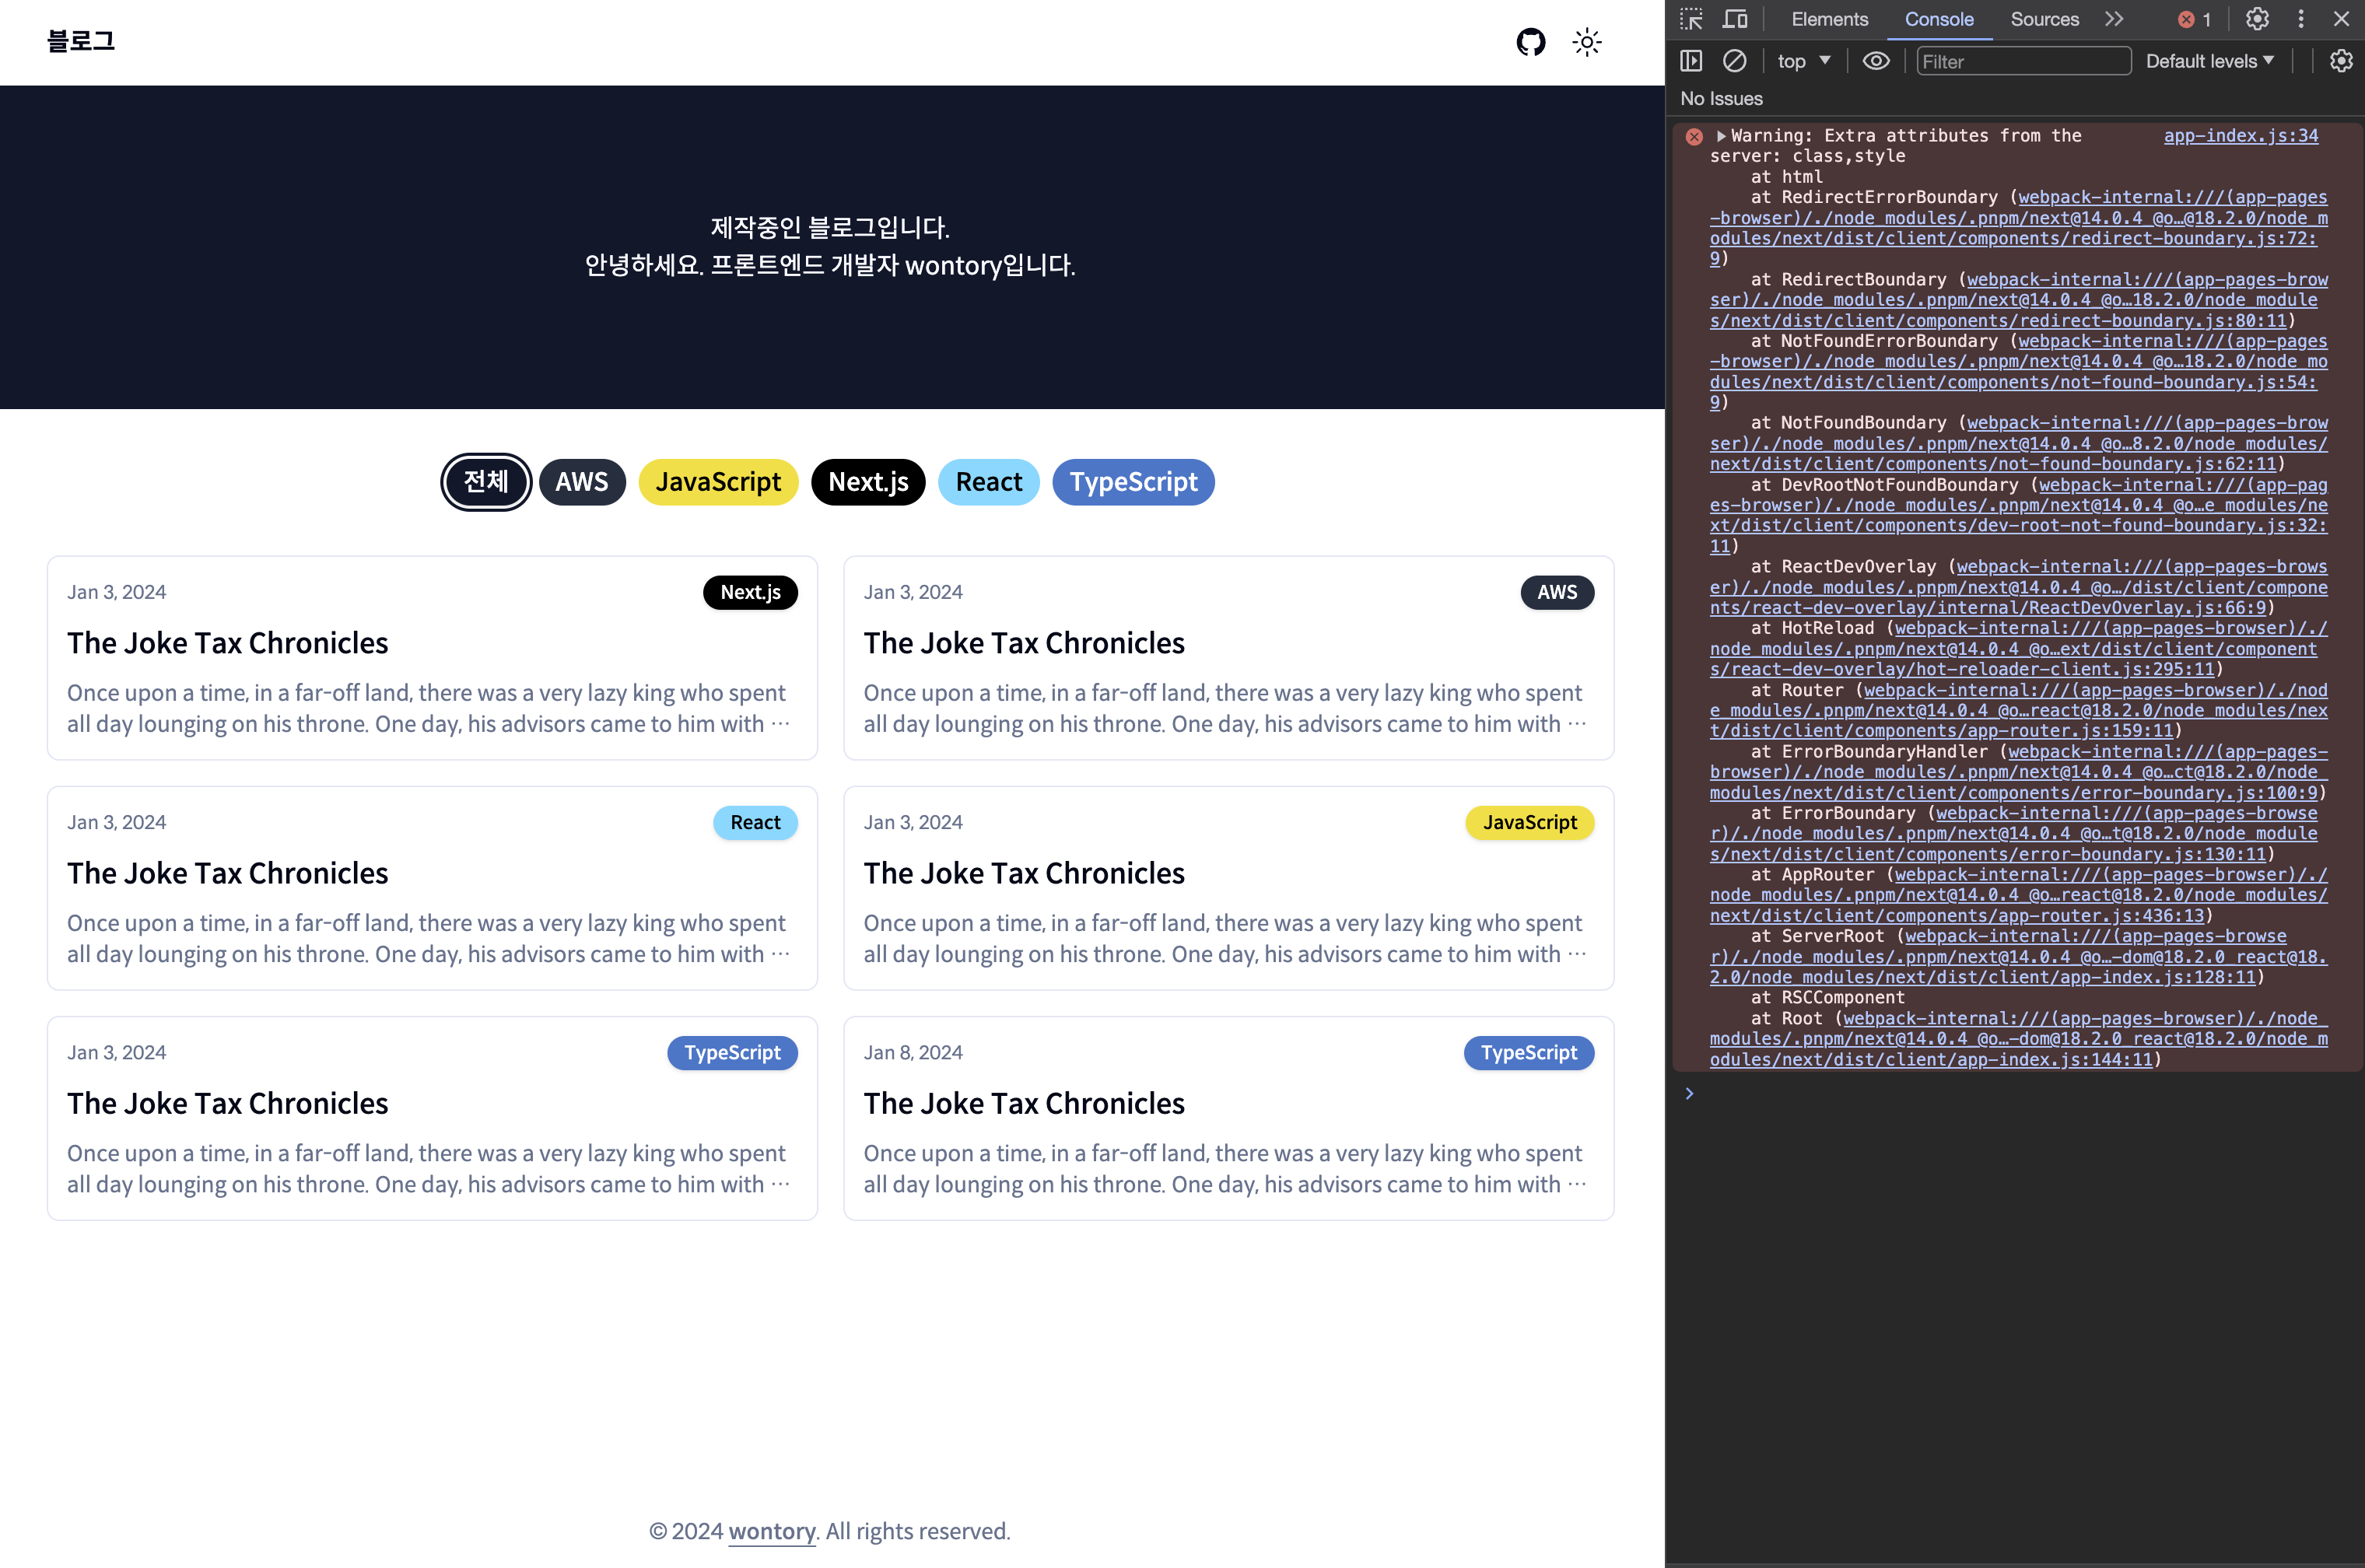 블로그
제작중인 블로그입니다.
안녕하세요. 프론트엔드 개발자 wontory입니다.
전체 AWS JavaScript Next.js React TypeScript
Jan 3, 2024 Next.js
The Joke Tax Chronicles
Once upon a time, in a far-off land, there was a very lazy king who spent
all day lounging on his throne. One day, his advisors came to him with …
Jan 3, 2024 AWS
The Joke Tax Chronicles
Once upon a time, in a far-off land, there was a very lazy king who spent
all day lounging on his throne. One day, his advisors came to him with …
Jan 3, 2024 React
The Joke Tax Chronicles
Once upon a time, in a far-off land, there was a very lazy king who spent
all day lounging on his throne. One day, his advisors came to him with …
Jan 3, 2024 JavaScript
The Joke Tax Chronicles
Once upon a time, in a far-off land, there was a very lazy king who spent
all day lounging on his throne. One day, his advisors came to him with …
Jan 3, 2024 TypeScript
The Joke Tax Chronicles
Once upon a time, in a far-off land, there was a very lazy king who spent
all day lounging on his throne. One day, his advisors came to him with …
Jan 8, 2024 TypeScript
The Joke Tax Chronicles
Once upon a time, in a far-off land, there was a very lazy king who spent
all day lounging on his throne. One day, his advisors came to him with …
© 2024 wontory. All rights reserved.
Elements Console Sources 1
top Filter Default levels
No Issues
Warning: Extra attributes from the app-index.js:34
server: class,style
at html
at RedirectErrorBoundary (webpack-internal:///(app-pages
-browser)/./node_modules/.pnpm/next@14.0.4_@o…@18.2.0/node_m
odules/next/dist/client/components/redirect-boundary.js:72:
9)
at RedirectBoundary (webpack-internal:///(app-pages-brow
ser)/./node_modules/.pnpm/next@14.0.4_@o…18.2.0/node_module
s/next/dist/client/components/redirect-boundary.js:80:11)
at NotFoundErrorBoundary (webpack-internal:///(app-pages
-browser)/./node_modules/.pnpm/next@14.0.4_@o…18.2.0/node_mo
dules/next/dist/client/components/not-found-boundary.js:54:
9)
at NotFoundBoundary (webpack-internal:///(app-pages-brow
ser)/./node_modules/.pnpm/next@14.0.4_@o…8.2.0/node_modules/
next/dist/client/components/not-found-boundary.js:62:11)
at DevRootNotFoundBoundary (webpack-internal:///(app-pag
es-browser)/./node_modules/.pnpm/next@14.0.4_@o…e_modules/ne
xt/dist/client/components/dev-root-not-found-boundary.js:32:
11)
at ReactDevOverlay (webpack-internal:///(app-pages-brows
er)/./node_modules/.pnpm/next@14.0.4_@o…/dist/client/compone
nts/react-dev-overlay/internal/ReactDevOverlay.js:66:9)
at HotReload (webpack-internal:///(app-pages-browser)/./
node_modules/.pnpm/next@14.0.4_@o…ext/dist/client/component
s/react-dev-overlay/hot-reloader-client.js:295:11)
at Router (webpack-internal:///(app-pages-browser)/./nod
e_modules/.pnpm/next@14.0.4_@o…react@18.2.0/node_modules/nex
t/dist/client/components/app-router.js:159:11)
at ErrorBoundaryHandler (webpack-internal:///(app-pages-
browser)/./node_modules/.pnpm/next@14.0.4_@o…ct@18.2.0/node_
modules/next/dist/client/components/error-boundary.js:100:9)
at ErrorBoundary (webpack-internal:///(app-pages-browse
r)/./node_modules/.pnpm/next@14.0.4_@o…t@18.2.0/node_module
s/next/dist/client/components/error-boundary.js:130:11)
at AppRouter (webpack-internal:///(app-pages-browser)/./
node_modules/.pnpm/next@14.0.4_@o…react@18.2.0/node_modules/
next/dist/client/components/app-router.js:436:13)
at ServerRoot (webpack-internal:///(app-pages-browse
r)/./node_modules/.pnpm/next@14.0.4_@o…-dom@18.2.0_react@18.
2.0/node_modules/next/dist/client/app-index.js:128:11)
at RSCComponent
at Root (webpack-internal:///(app-pages-browser)/./node_
modules/.pnpm/next@14.0.4_@o…-dom@18.2.0_react@18.2.0/node_m
odules/next/dist/client/app-index.js:144:11)